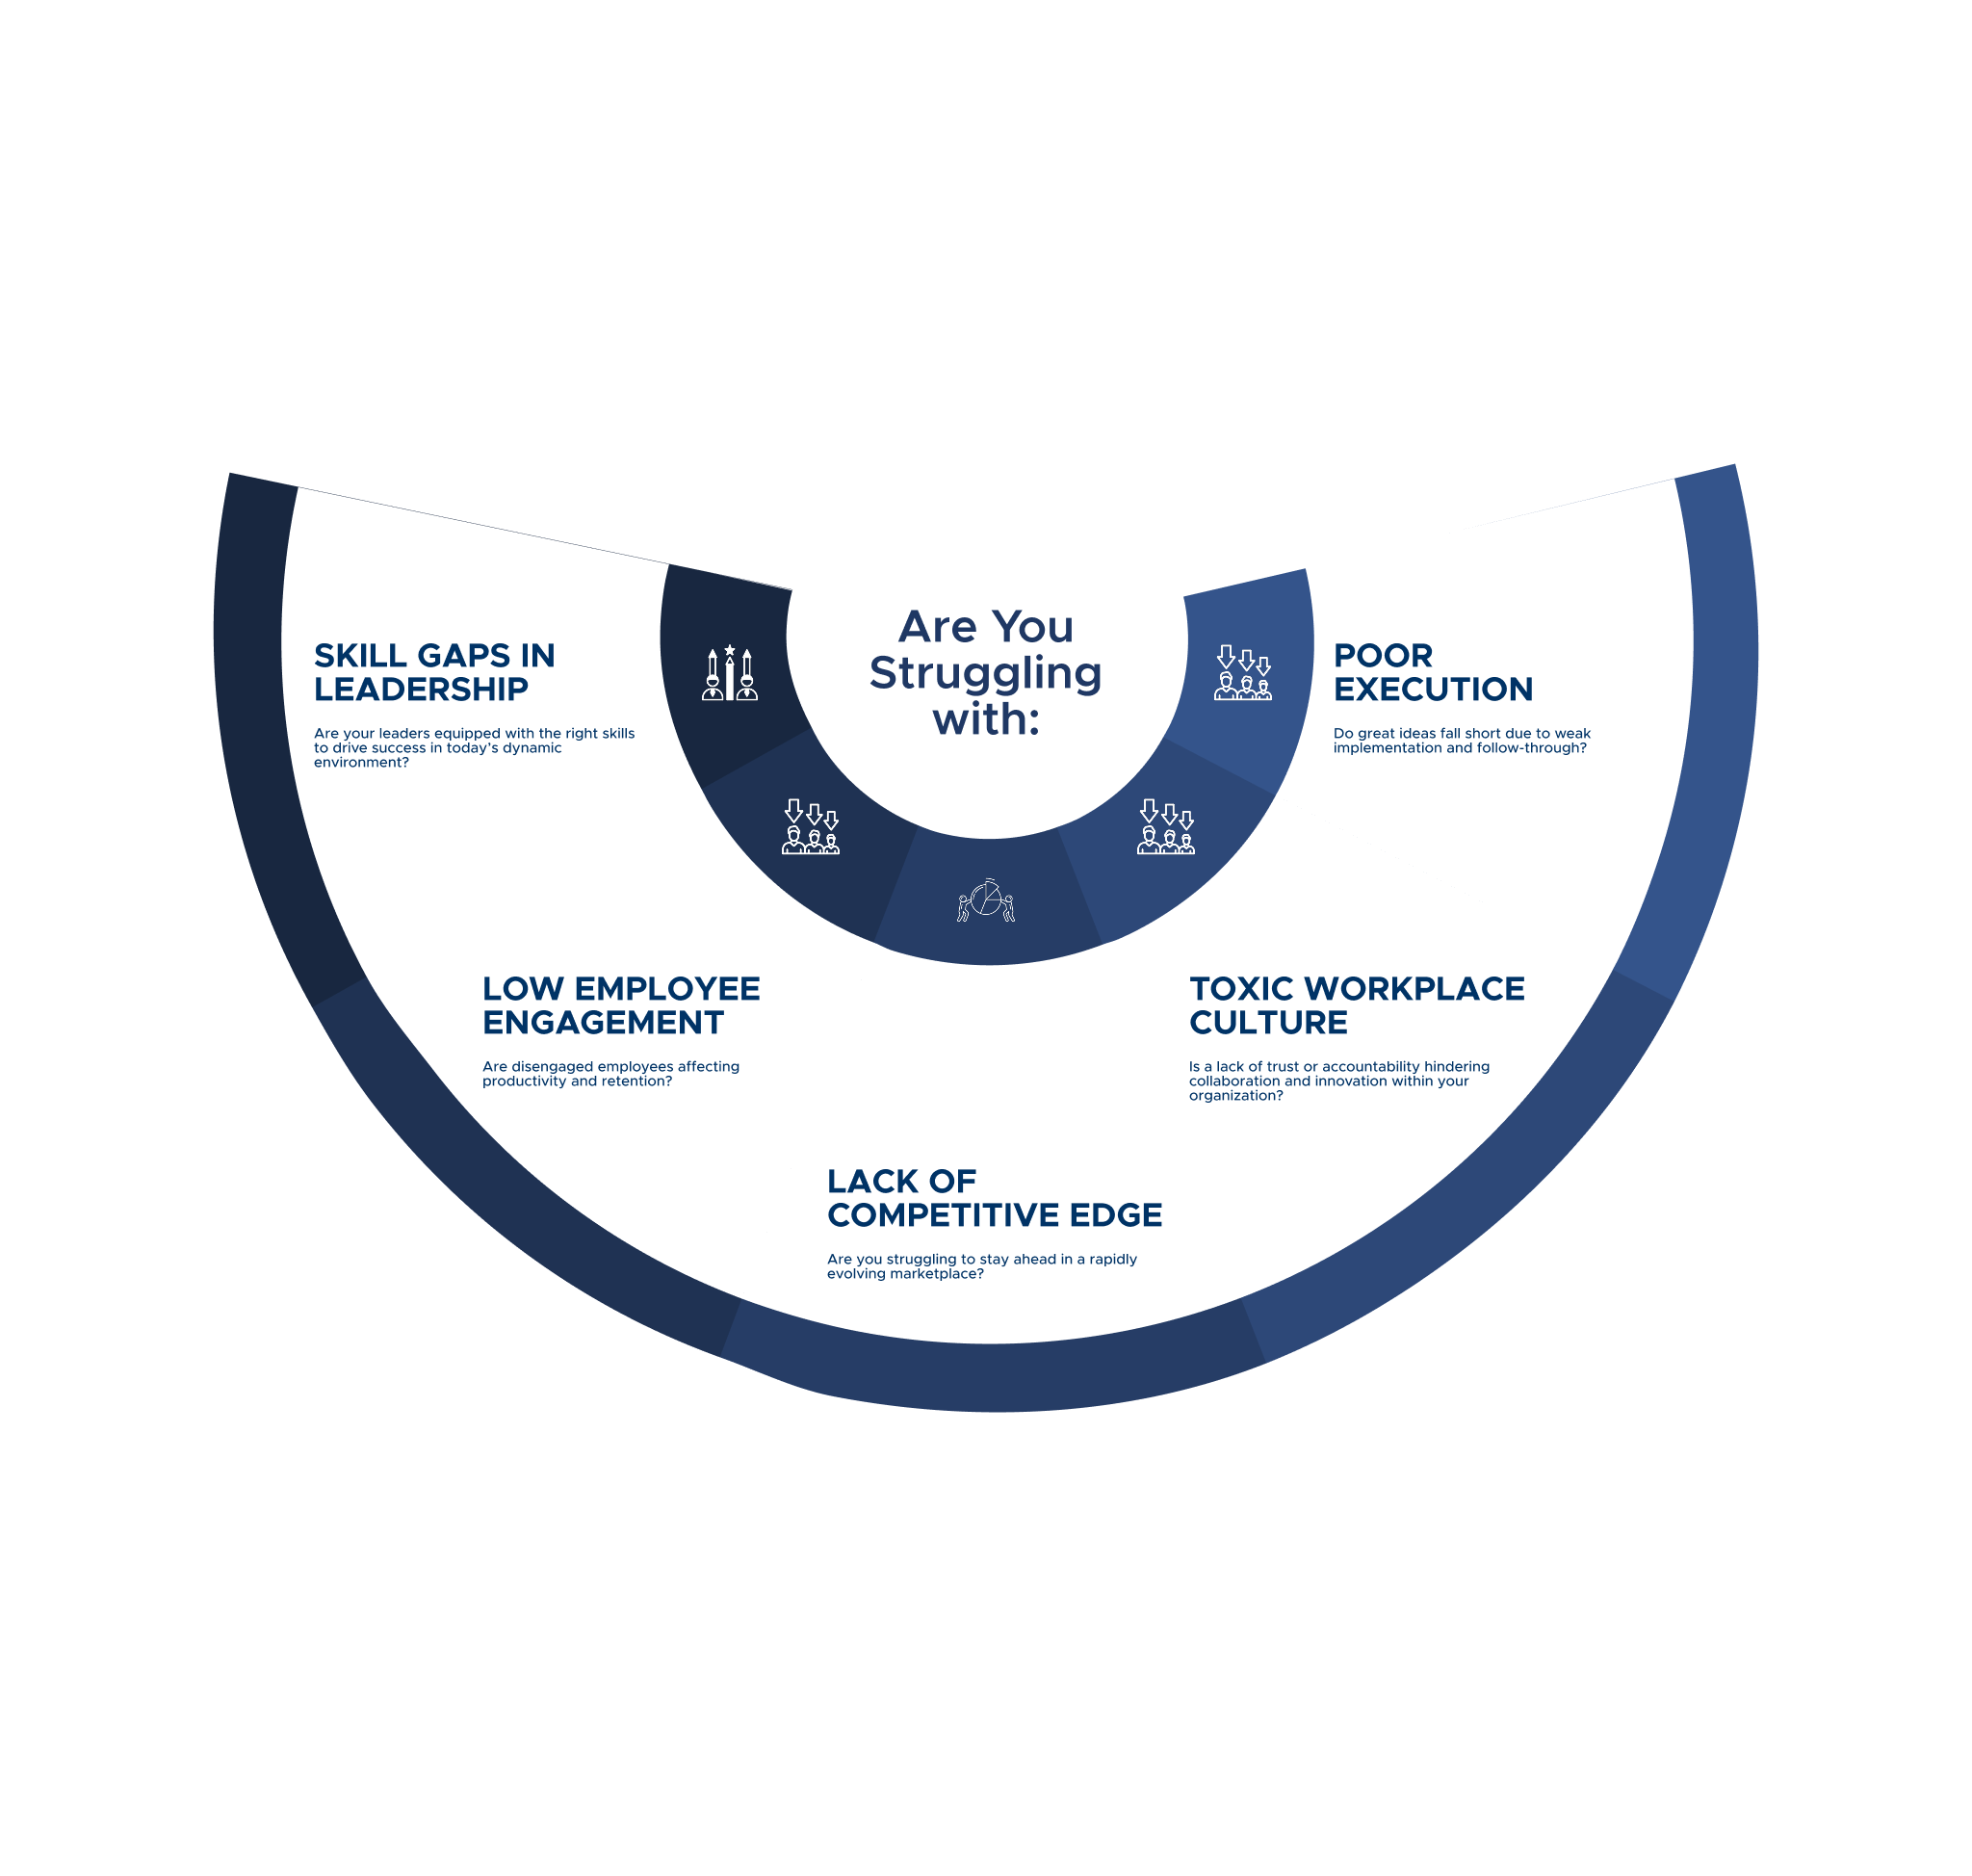 Are You
Struggling
with:
SKILL GAPS IN
LEADERSHIP
Are your leaders equipped with the right skills
to drive success in today's dynamic
environment?
LOW EMPLOYEE
ENGAGEMENT
Are disengaged employees affecting
productivity and retention?
LACK OF
COMPETITIVE EDGE
Are you struggling to stay ahead in a rapidly
evolving marketplace?
TOXIC WORKPLACE
CULTURE
Is a lack of trust or accountability hindering
collaboration and innovation within your
organization?
POOR
EXECUTION
Do great ideas fall short due to weak
implementation and follow-through?